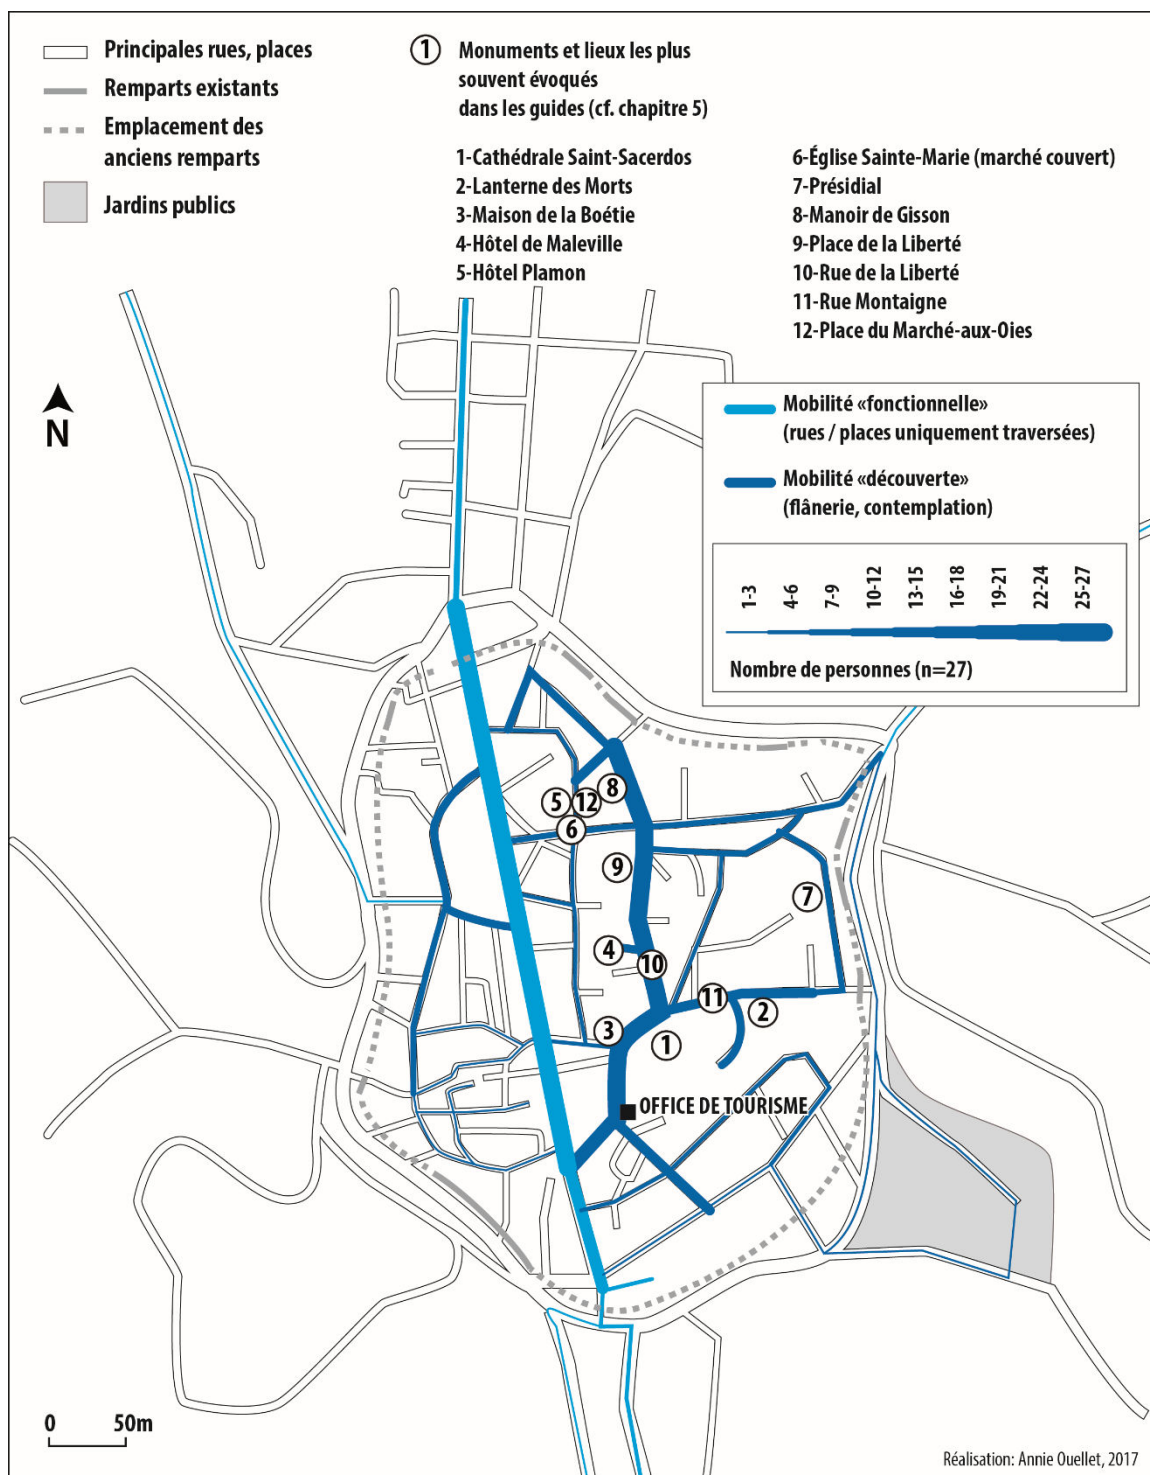 Principales rues, places
Remparts existants
Emplacement des
anciens remparts
Jardins publics
1 Monuments et lieux les plus
souvent évoqués
dans les guides (cf. chapitre 5)
1-Cathédrale Saint-Sacerdos
2-Lanterne des Morts
3-Maison de la Boétie
4-Hôtel de Maleville
5-Hôtel Plamon
6-Église Sainte-Marie (marché couvert)
7-Présidial
8-Manoir de Gisson
9-Place de la Liberté
10-Rue de la Liberté
11-Rue Montaigne
12-Place du Marché-aux-Oies
N
Mobilité «fonctionnelle»
(rues / places uniquement traversées)
Mobilité «découverte»
(flânerie, contemplation)
1-3
4-6
7-9
10-12
13-15
16-18
19-21
22-24
25-27
Nombre de personnes (n=27)
8
5
12
6
9
7
4
10
11
2
3
1
OFFICE DE TOURISME
0 50m
Réalisation: Annie Ouellet, 2017